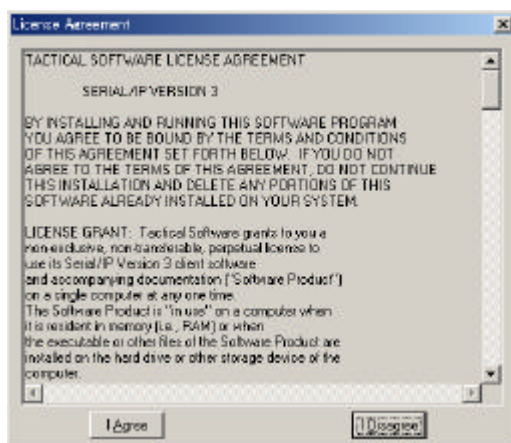 License Agreement
TACTICAL SOFTWARE LICENSE AGREEMENT
SERIAL/IP VERSION 3
BY INSTALLING AND RUNNING THIS SOFTWARE PROGRAM
YOU AGREE TO BE BOUND BY THE TERMS AND CONDITIONS
OF THIS AGREEMENT SET FORTH BELOW. IF YOU DO NOT
AGREE TO THE TERMS OF THIS AGREEMENT, DO NOT CONTINUE
THIS INSTALLATION AND DELETE ANY PORTIONS OF THIS
SOFTWARE ALREADY INSTALLED ON YOUR SYSTEM.
LICENSE GRANT: Tactical Software grants to you a
non-exclusive, non-transferable, perpetual license to
use its Serial/IP Version 3 client software
and accompanying documentation ("Software Product")
on a single computer at any one time.
The Software Product is "in use" on a computer when
it is resident in memory (i.e., RAM) or when
the executable or other files of the Software Product are
installed on the hard drive or other storage device of the
computer.
I Agree
I Disagree